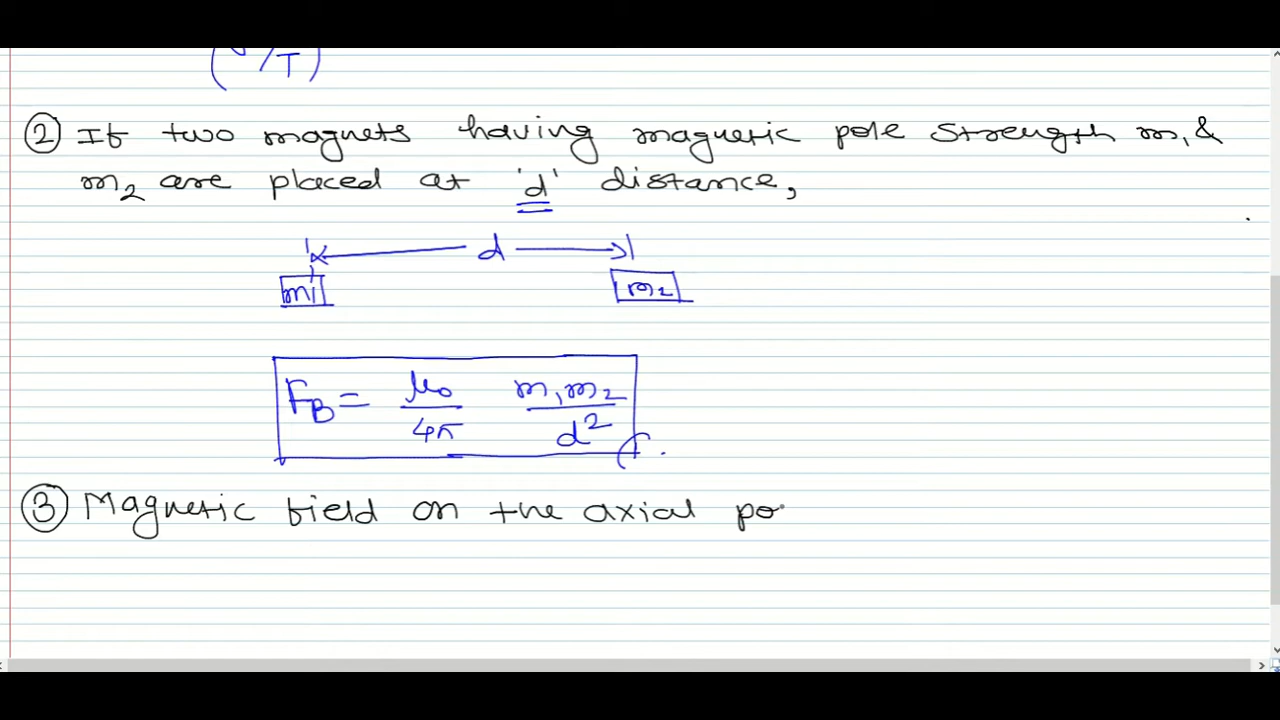 /T)
② If two magnets having magnetic pole strength m₁ &
m₂ are placed at 'd' distance,
d
m1 m₂
F_B = μ₀/4π m₁m₂/d²
③ Magnetic field on the axial po